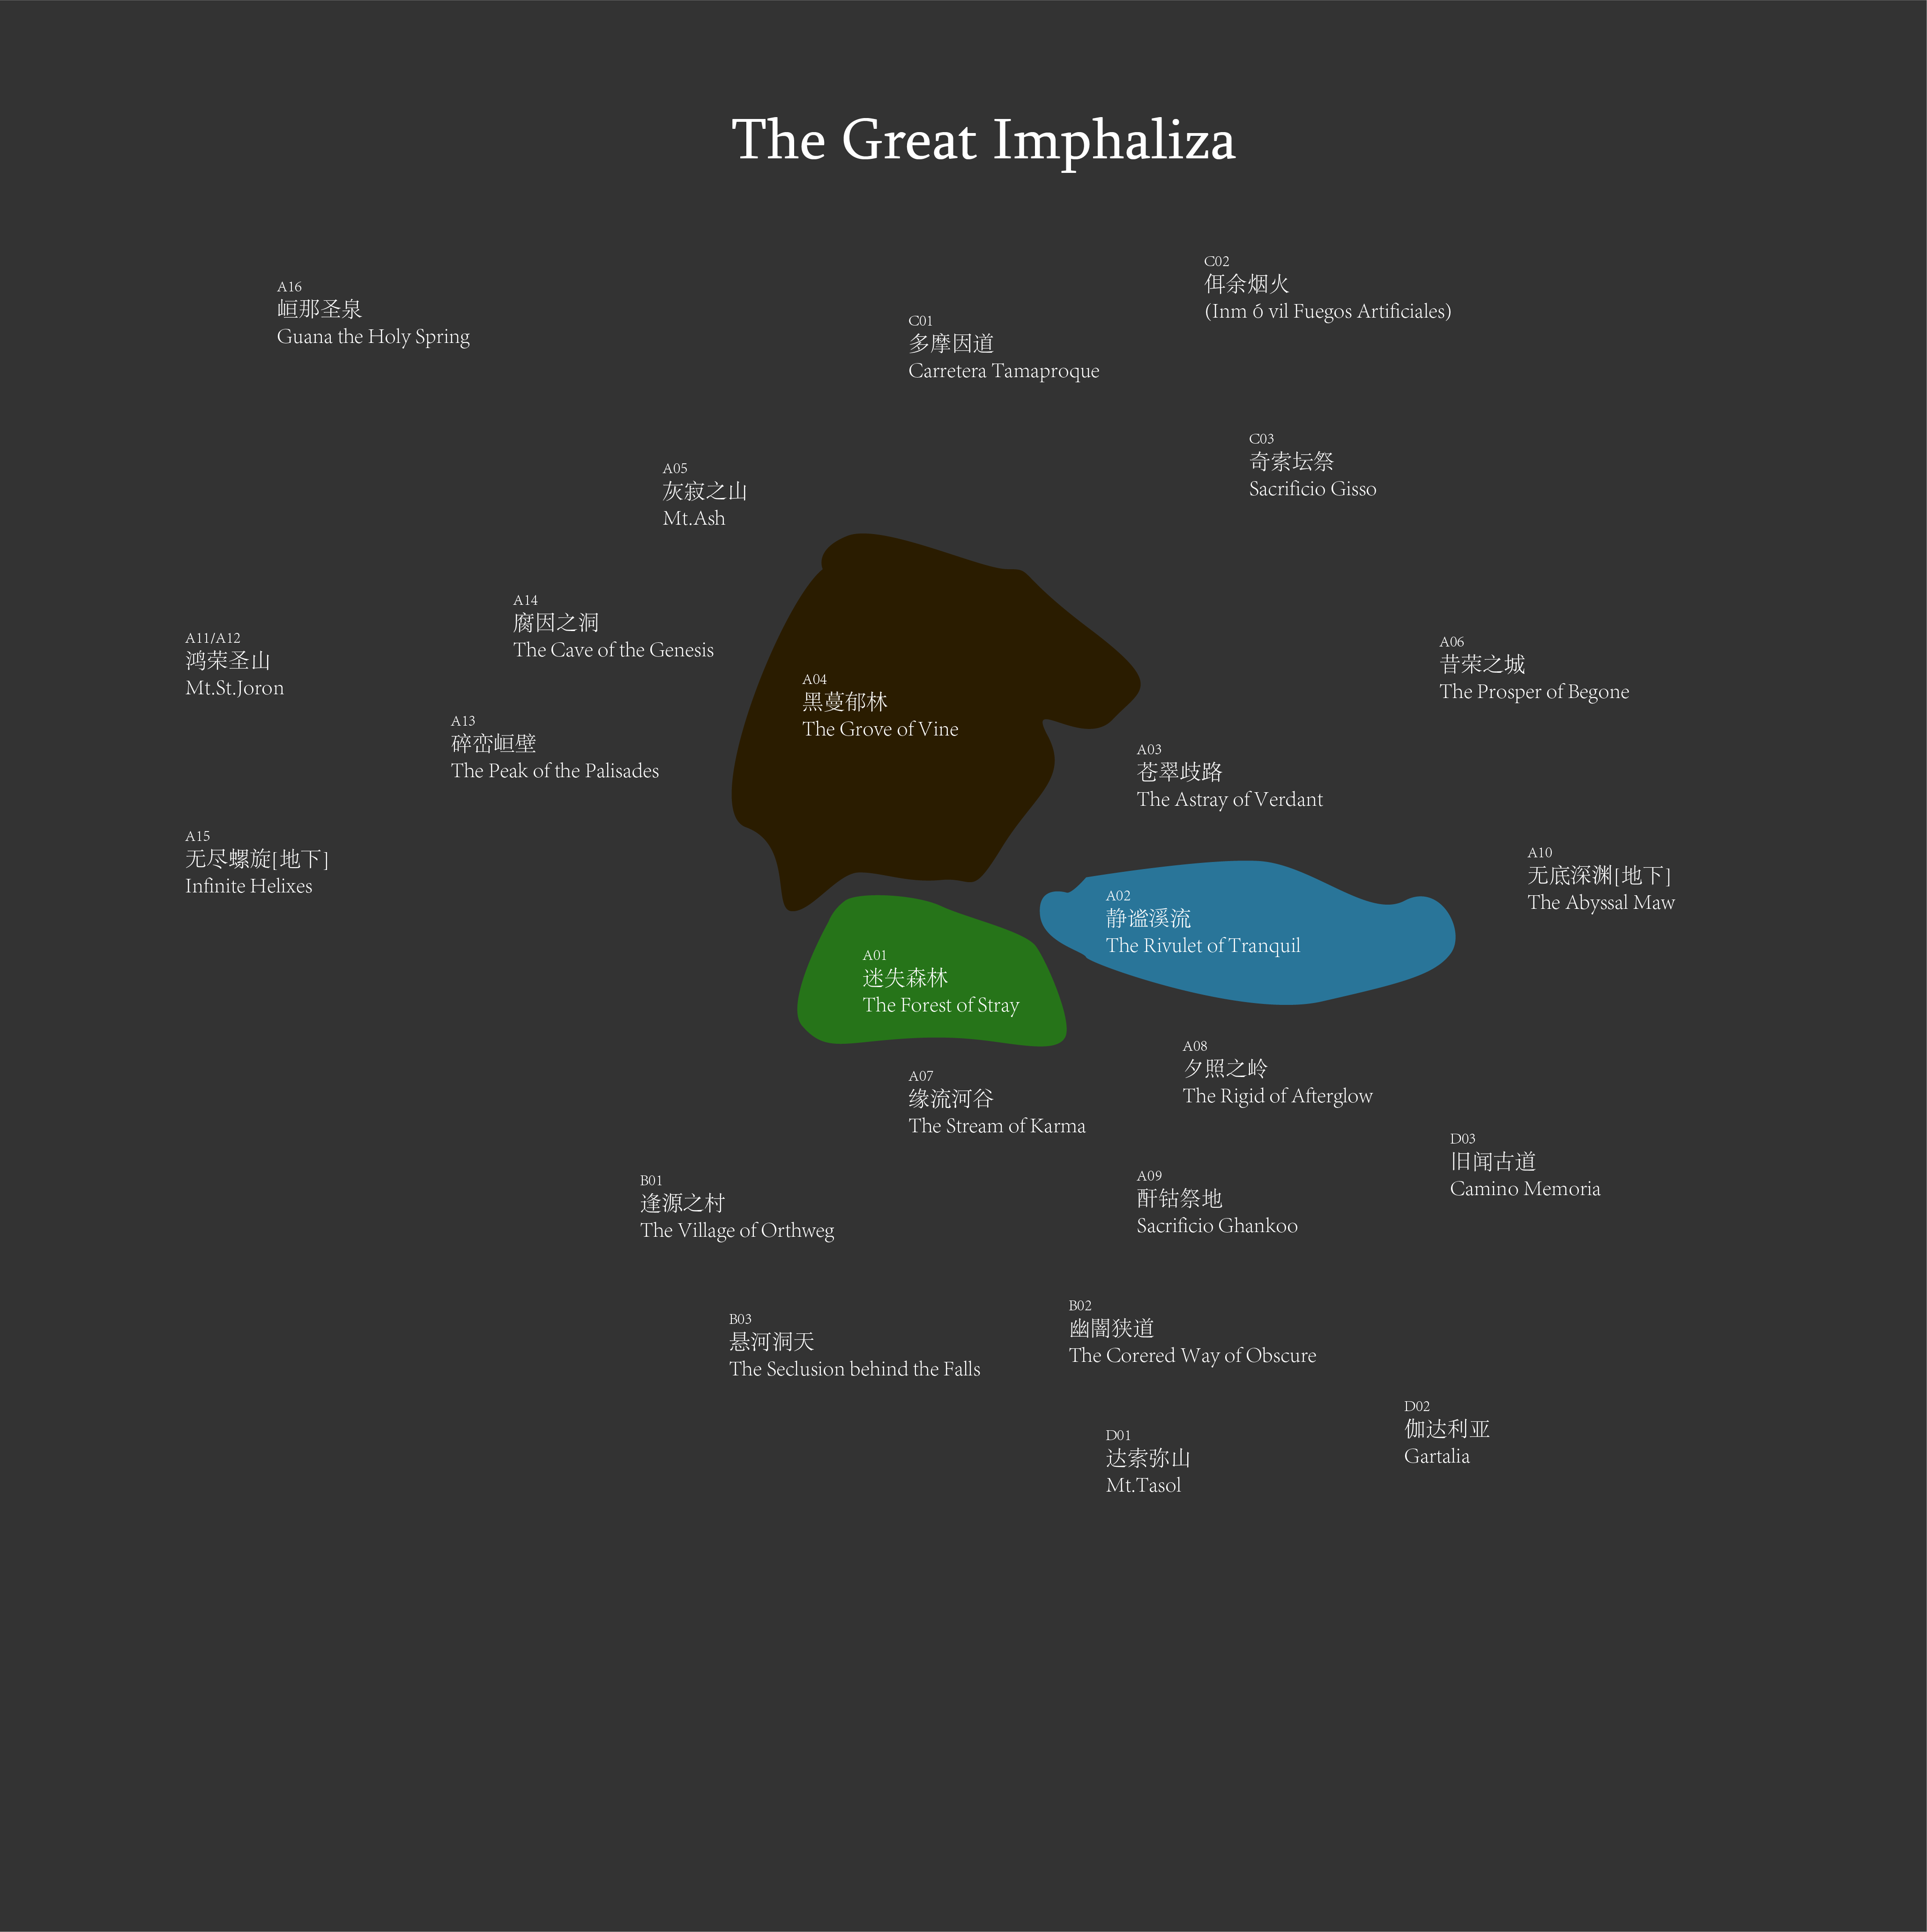 The Great Imphaliza
C02
佴余烟火
(Inm ó vil Fuegos Artificiales)
A16
峘那圣泉
Guana the Holy Spring
C01
多摩因道
Carretera Tamaproque
C03
奇索坛祭
Sacrificio Gisso
A05
灰寂之山
Mt.Ash
A14
腐因之洞
The Cave of the Genesis
A11/A12
鸿荣圣山
Mt.St.Joron
A06
昔荣之城
The Prosper of Begone
A04
黑蔓郁林
The Grove of Vine
A13
碎峦峘壁
The Peak of the Palisades
A03
苍翠歧路
The Astray of Verdant
A15
无尽螺旋[地下]
Infinite Helixes
A10
无底深渊[地下]
The Abyssal Maw
A02
静谧溪流
The Rivulet of Tranquil
A01
迷失森林
The Forest of Stray
A08
夕照之岭
The Rigid of Afterglow
A07
缘流河谷
The Stream of Karma
D03
旧闻古道
Camino Memoria
A09
酐钴祭地
Sacrificio Ghankoo
B01
逢源之村
The Village of Orthweg
B02
幽闇狭道
The Corered Way of Obscure
B03
悬河洞天
The Seclusion behind the Falls
D02
伽达利亚
Gartalia
D01
达索弥山
Mt.Tasol